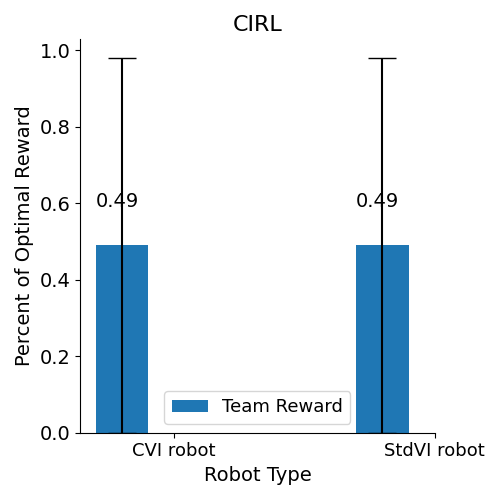 CIRL
Percent of Optimal Reward
1.0
0.8
0.6
0.4
0.2
0.0
0.49
0.49
Team Reward
CVI robot
StdVI robot
Robot Type